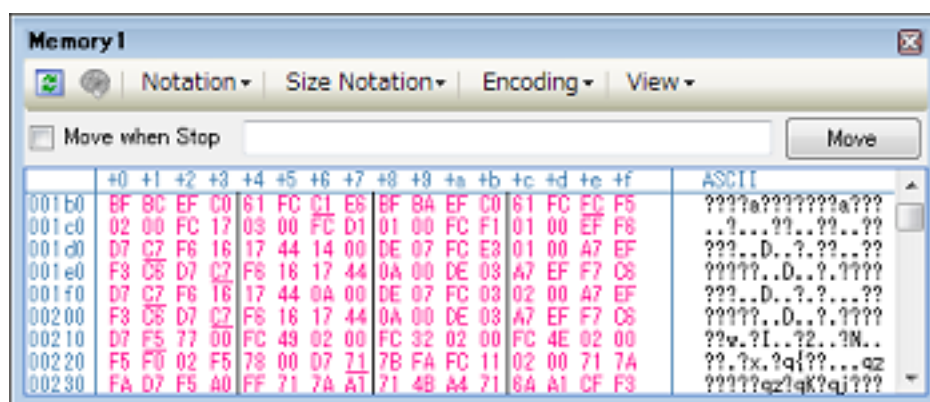 Memory1
Notation Size Notation Encoding View
Move when Stop Move
+0 +1 +2 +3 +4 +5 +6 +7 +8 +9 +a +b +c +d +e +f ASCII
001b0 BF BC EF C0 61 FC C1 E6 BF BA EF C0 61 FC FC F5 ????a???????a???
001c0 02 00 FC 17 03 00 FC D1 01 00 FC F1 01 00 EF F6 ..?...??..??..??
001d0 D7 C7 F6 16 17 44 14 00 DE 07 FC E3 01 00 A7 EF ???..D..?.??..??
001e0 F3 C6 D7 C7 F6 16 17 44 0A 00 DE 03 A7 EF F7 C6 ?????..D..?.????
001f0 D7 C7 F6 16 17 44 0A 00 DE 07 FC 03 02 00 A7 EF ???..D..?.?...??
00200 F3 C6 D7 C7 F6 16 17 44 0A 00 DE 03 A7 EF F7 C6 ?????..D..?.????
00210 D7 F5 77 00 FC 49 02 00 FC 32 02 00 FC 4E 02 00 ??w.?I..?2..?N..
00220 F5 F0 02 F5 78 00 D7 71 7B FA FC 11 02 00 71 7A ??.?x.?q{??...qz
00230 FA D7 F5 A0 FF 71 7A A1 71 4B A4 71 6A A1 CF F3 ?????qz?qK?qj???